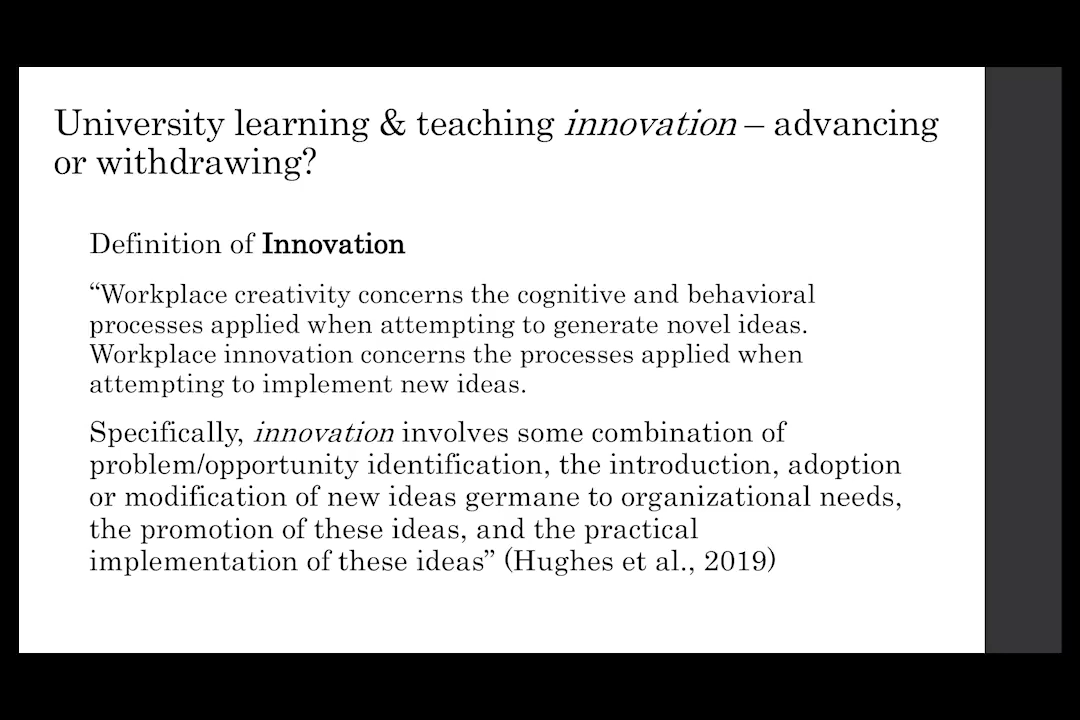 University learning & teaching innovation – advancing
or withdrawing?
Definition of Innovation
“Workplace creativity concerns the cognitive and behavioral
processes applied when attempting to generate novel ideas.
Workplace innovation concerns the processes applied when
attempting to implement new ideas.
Specifically, innovation involves some combination of
problem/opportunity identification, the introduction, adoption
or modification of new ideas germane to organizational needs,
the promotion of these ideas, and the practical
implementation of these ideas” (Hughes et al., 2019)